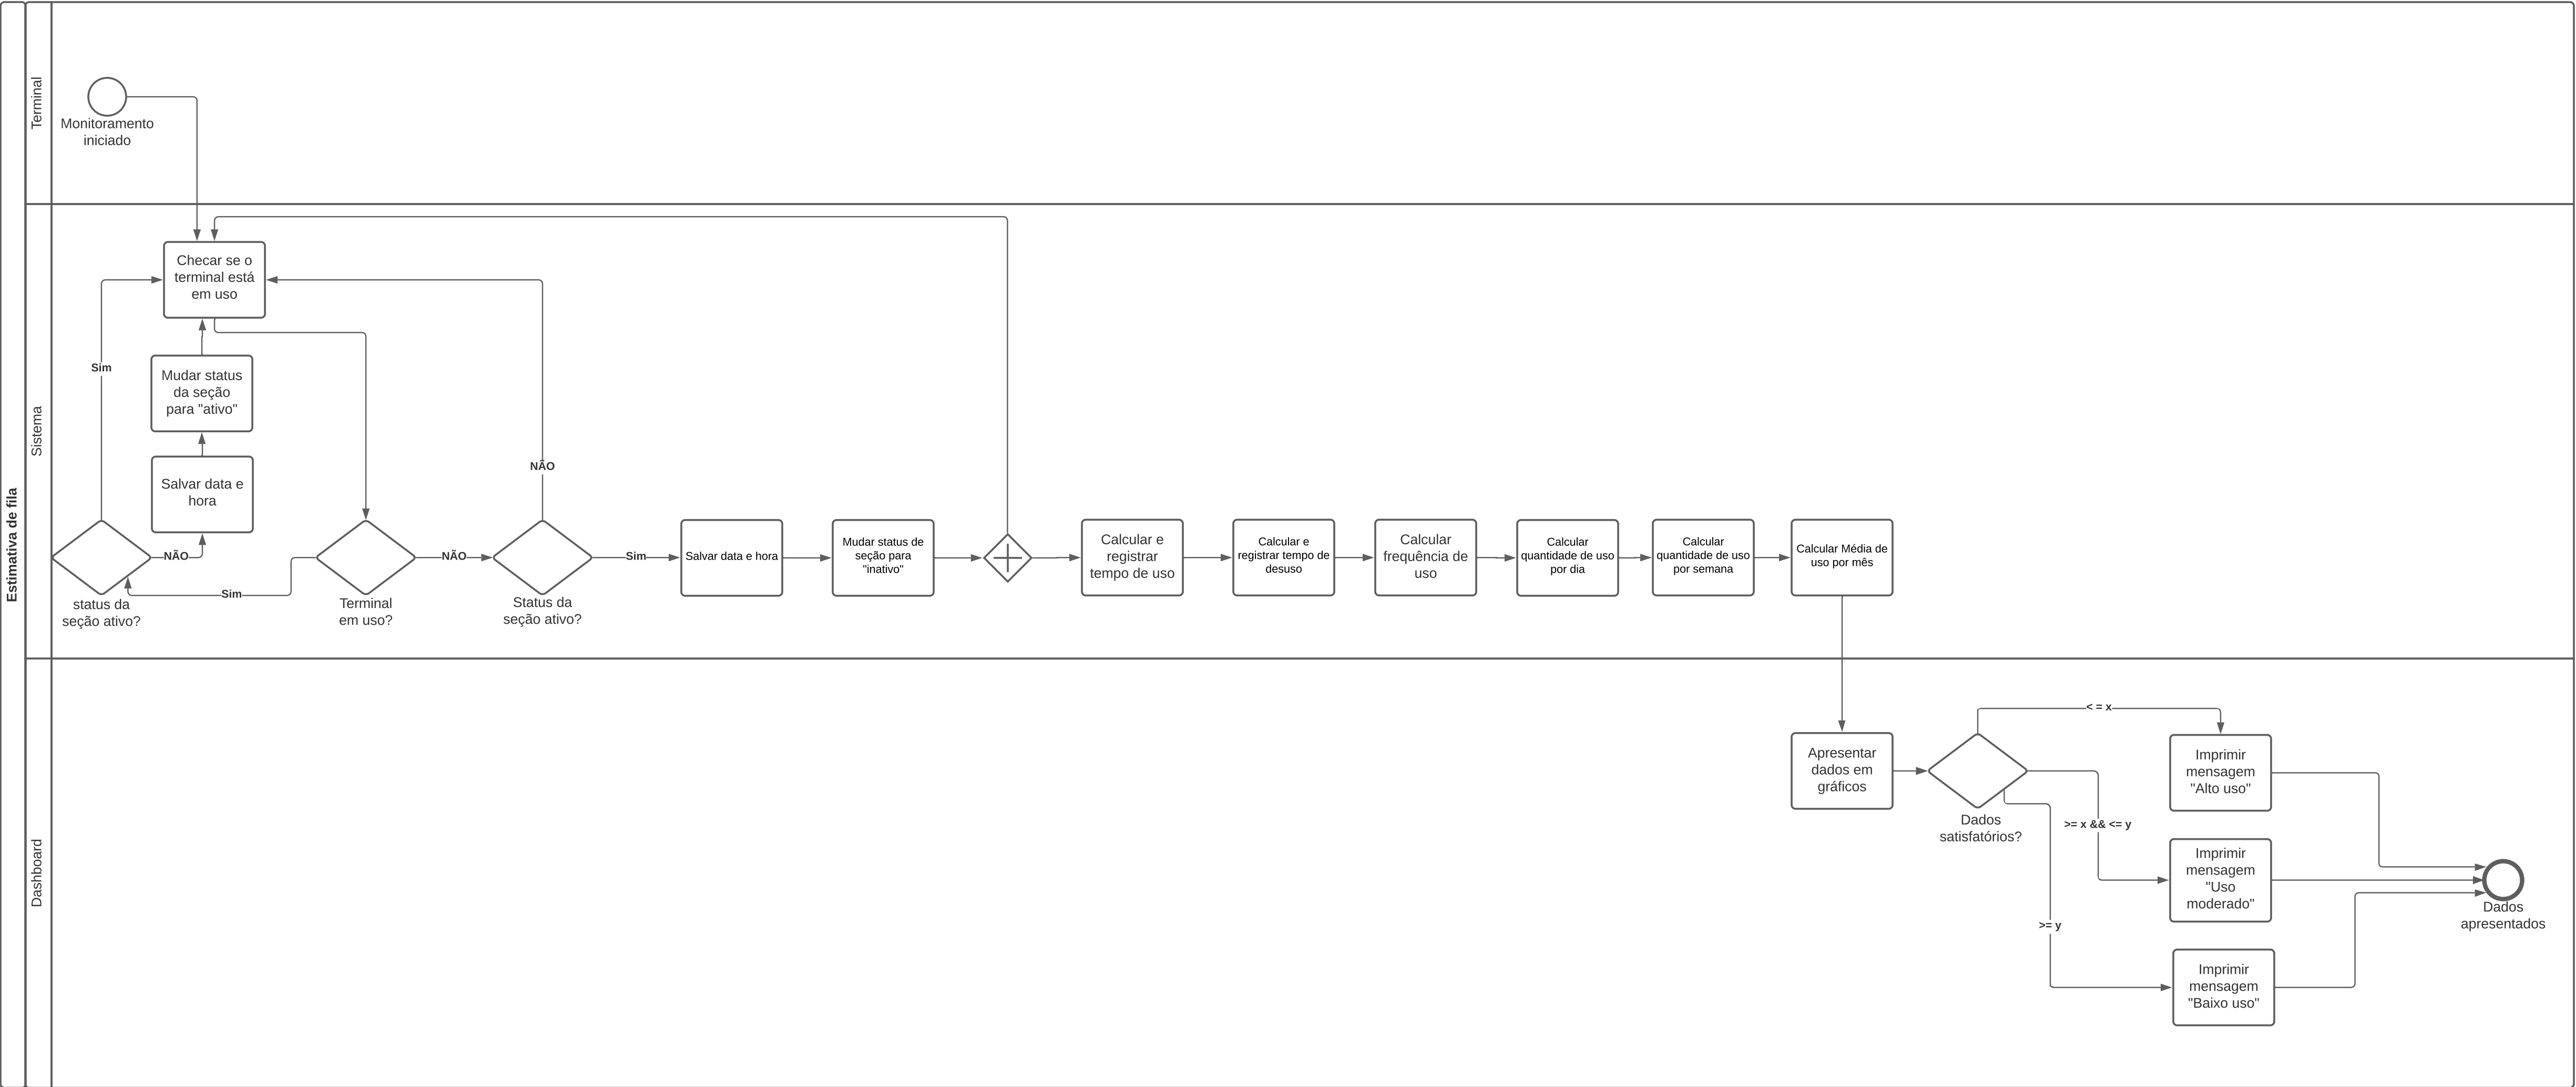 Estimativa de fila
Terminal
Monitoramento
iniciado
Sistema
Checar se o
terminal está
em uso
Sim
Mudar status
da seção
para "ativo"
Salvar data e
hora
NÃO
status da
seção ativo?
Sim
Terminal
em uso?
NÃO
NÃO
Status da
seção ativo?
Sim
Salvar data e hora
Mudar status de
seção para
"inativo"
Calcular e
registrar
tempo de uso
Calcular e
registrar tempo de
desuso
Calcular
frequência de
uso
Calcular
quantidade de uso
por dia
Calcular
quantidade de uso
por semana
Calcular Média de
uso por mês
Dashboard
Apresentar
dados em
gráficos
Dados
satisfatórios?
< = x
>= x && <= y
>= y
Imprimir
mensagem
"Alto uso"
Imprimir
mensagem
"Uso
moderado"
Imprimir
mensagem
"Baixo uso"
Dados
apresentados